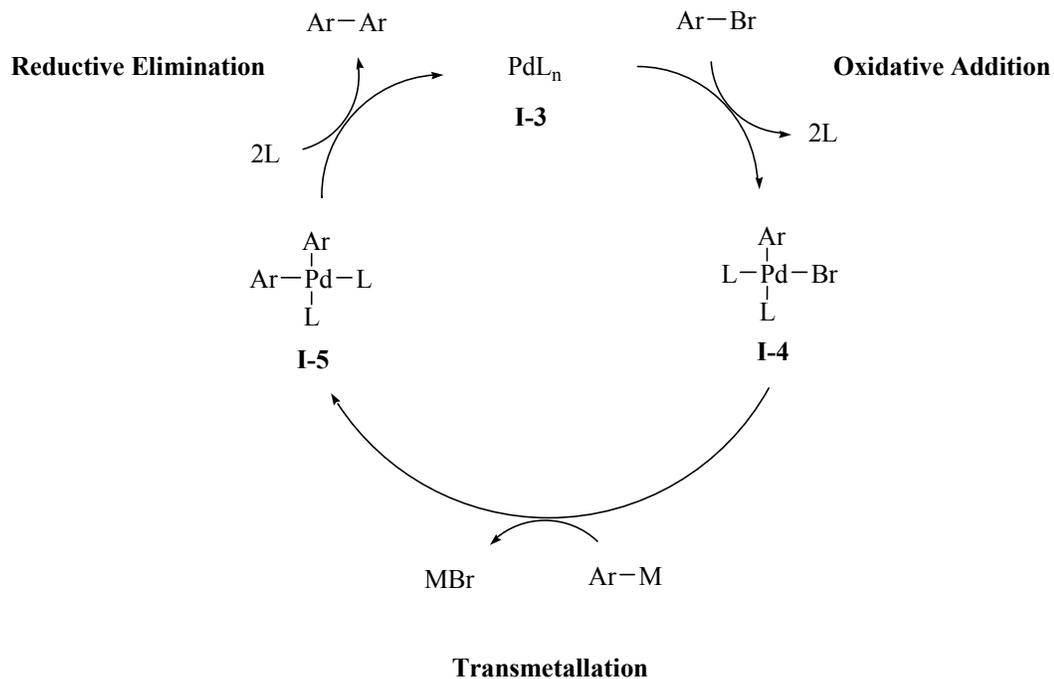 Ar–Ar
Ar–Br
Reductive Elimination
PdLn
Oxidative Addition
I-3
2L
2L
Ar
Ar–Pd–L
L
I-5
Ar
L–Pd–Br
L
I-4
MBr
Ar–M
Transmetallation